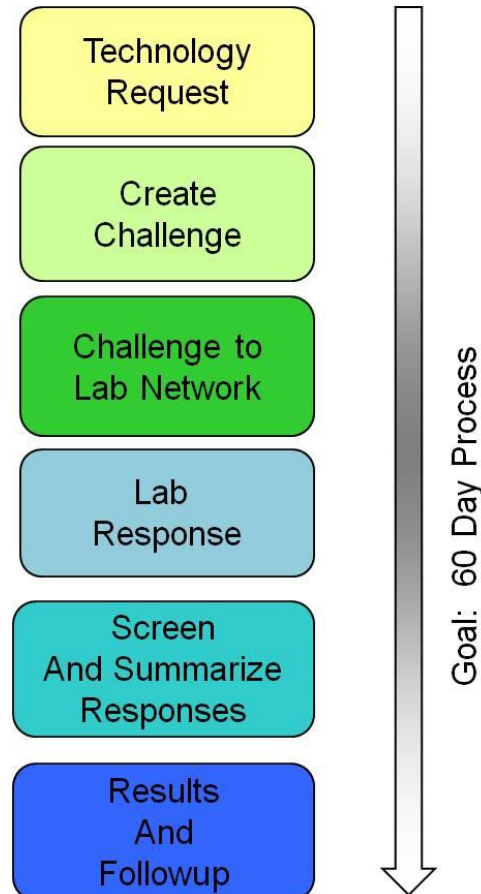 Technology
Request
Create
Challenge
Challenge to
Lab Network
Lab
Response
Screen
And Summarize
Responses
Results
And
Followup
Goal: 60 Day Process